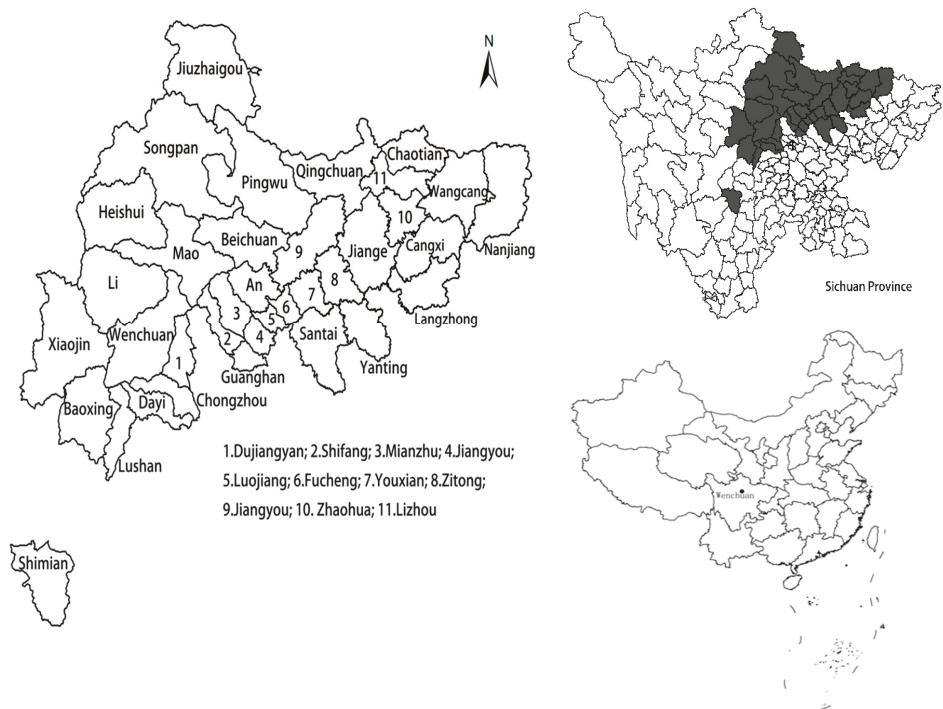 N
Jiuzhaigou
Songpan
Chaotian
Qingchuan
11
Pingwu
Wangcang
Heishui
10
Beichuan
9
Mao
Jiange
Cangxi
Nanjiang
Li
An
8
7
6
3
5
Langzhong
Xiaojin
Wenchuan
2
4
Santai
1
Yanting
Guanghan
Baoxing
Dayi
Chongzhou
Lushan
1.Dujiangyan; 2.Shifang; 3.Mianzhu; 4.Jiangyou;
5.Luojiang; 6.Fucheng; 7.Youxian; 8.Zitong;
9.Jiangyou; 10. Zhaohua; 11.Lizhou
Shimian
Sichuan Province
Wenchuan